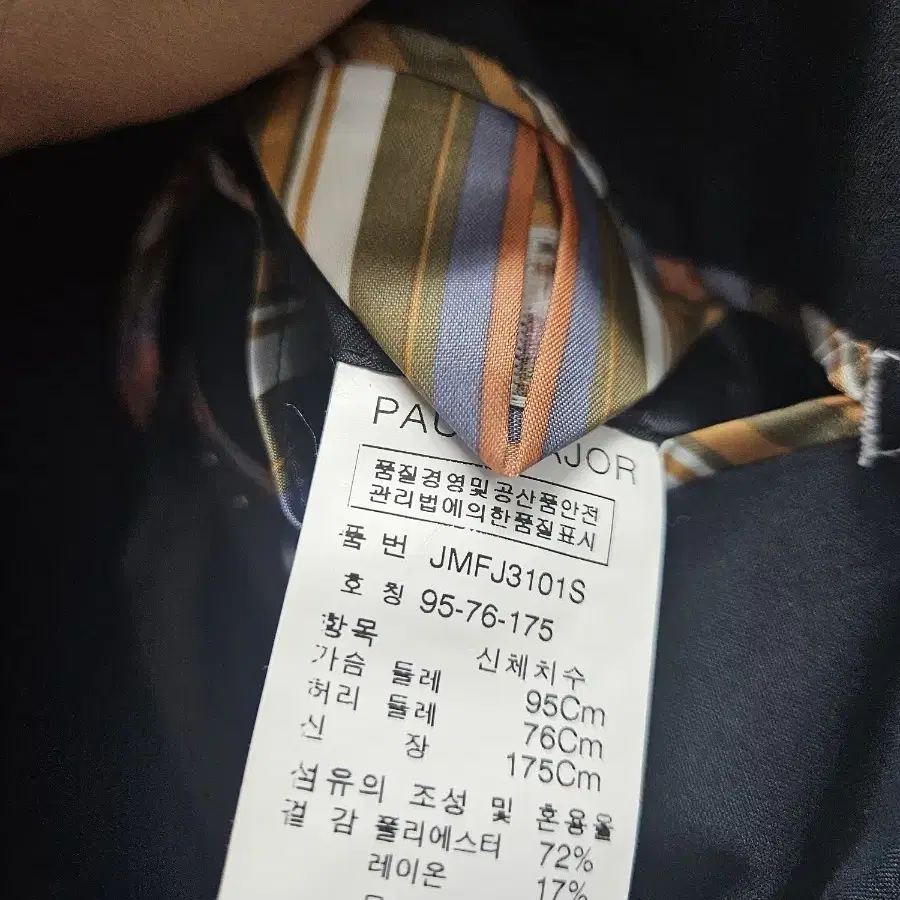 품질경영및공산품안전
관리법에의한품질표시
품 번 JMFJ3101S
호 칭 95-76-175
항목 신체치수
가슴 둘레 95Cm
허리 둘레 76Cm
신 장 175Cm
섬유의 조성 및 혼용율
겉 감 폴리에스터 72%
레이온 17%